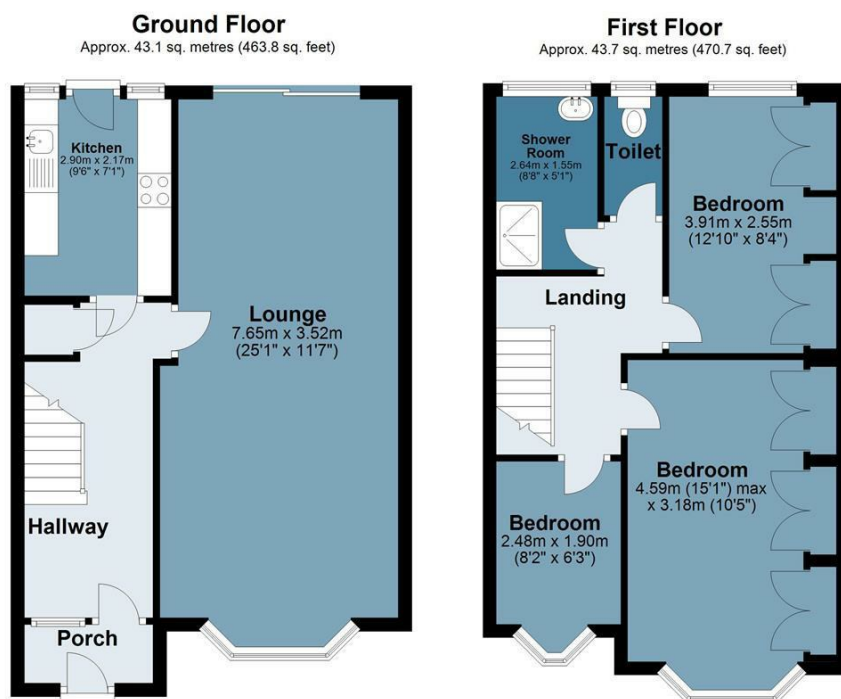 Ground Floor
Approx. 43.1 sq. metres (463.8 sq. feet)
Kitchen
2.90m x 2.17m
(9'6" x 7'1")
Lounge
7.65m x 3.52m
(25'1" x 11'7")
Hallway
Porch
First Floor
Approx. 43.7 sq. metres (470.7 sq. feet)
Shower
Room
2.64m x 1.55m
(8'8" x 5'1")
Toilet
Bedroom
3.91m x 2.55m
(12'10" x 8'4")
Landing
Bedroom
4.59m (15'1") max
x 3.18m (10'5")
Bedroom
2.48m x 1.90m
(8'2" x 6'3")